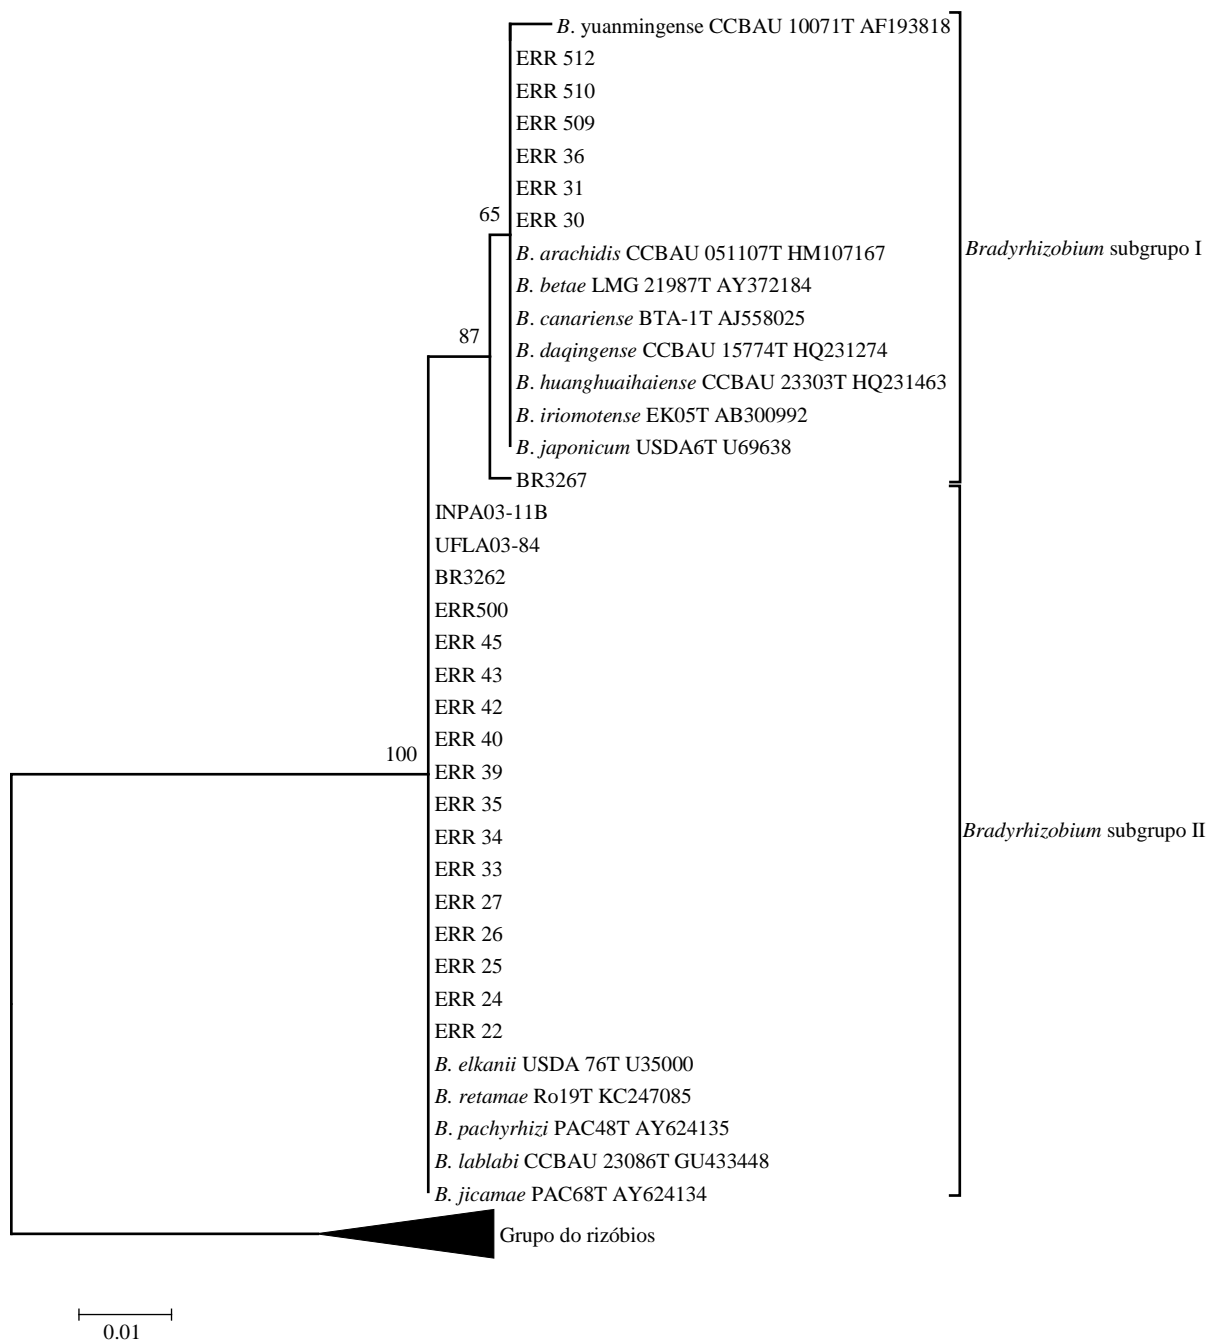 B. yuanmingense CCBAU 10071T AF193818
ERR 512
ERR 510
ERR 509
ERR 36
ERR 31
65
ERR 30
Bradyrhizobium subgrupo I
B. arachidis CCBAU 051107T HM107167
B. betae LMG 21987T AY372184
B. canariense BTA-1T AJ558025
87
B. daqingense CCBAU 15774T HQ231274
B. huanghuaihaiense CCBAU 23303T HQ231463
B. iriomotense EK05T AB300992
B. japonicum USDA6T U69638
BR3267
INPA03-11B
UFLA03-84
BR3262
ERR500
ERR 45
ERR 43
ERR 42
ERR 40
100
ERR 39
ERR 35
Bradyrhizobium subgrupo II
ERR 34
ERR 33
ERR 27
ERR 26
ERR 25
ERR 24
ERR 22
B. elkanii USDA 76T U35000
B. retamae Ro19T KC247085
B. pachyrhizi PAC48T AY624135
B. lablabi CCBAU 23086T GU433448
B. jicamae PAC68T AY624134
Grupo do rizóbios
0.01